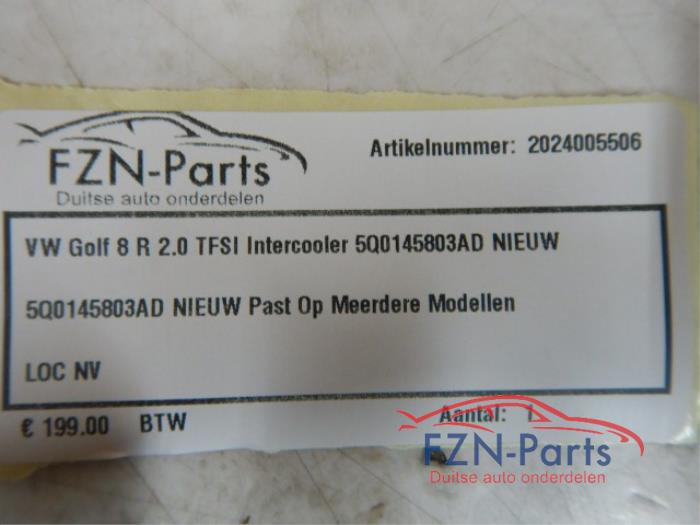 FZN-Parts
Duitse auto onderdelen
Artikelnummer: 2024005506
VW Golf 8 R 2.0 TFSI Intercooler 5Q0145803AD NIEUW
5Q0145803AD NIEUW Past Op Meerdere Modellen
LOC NV
€ 199.00 BTW
Aantal: 1
FZN-Parts
Duitse auto onderdelen